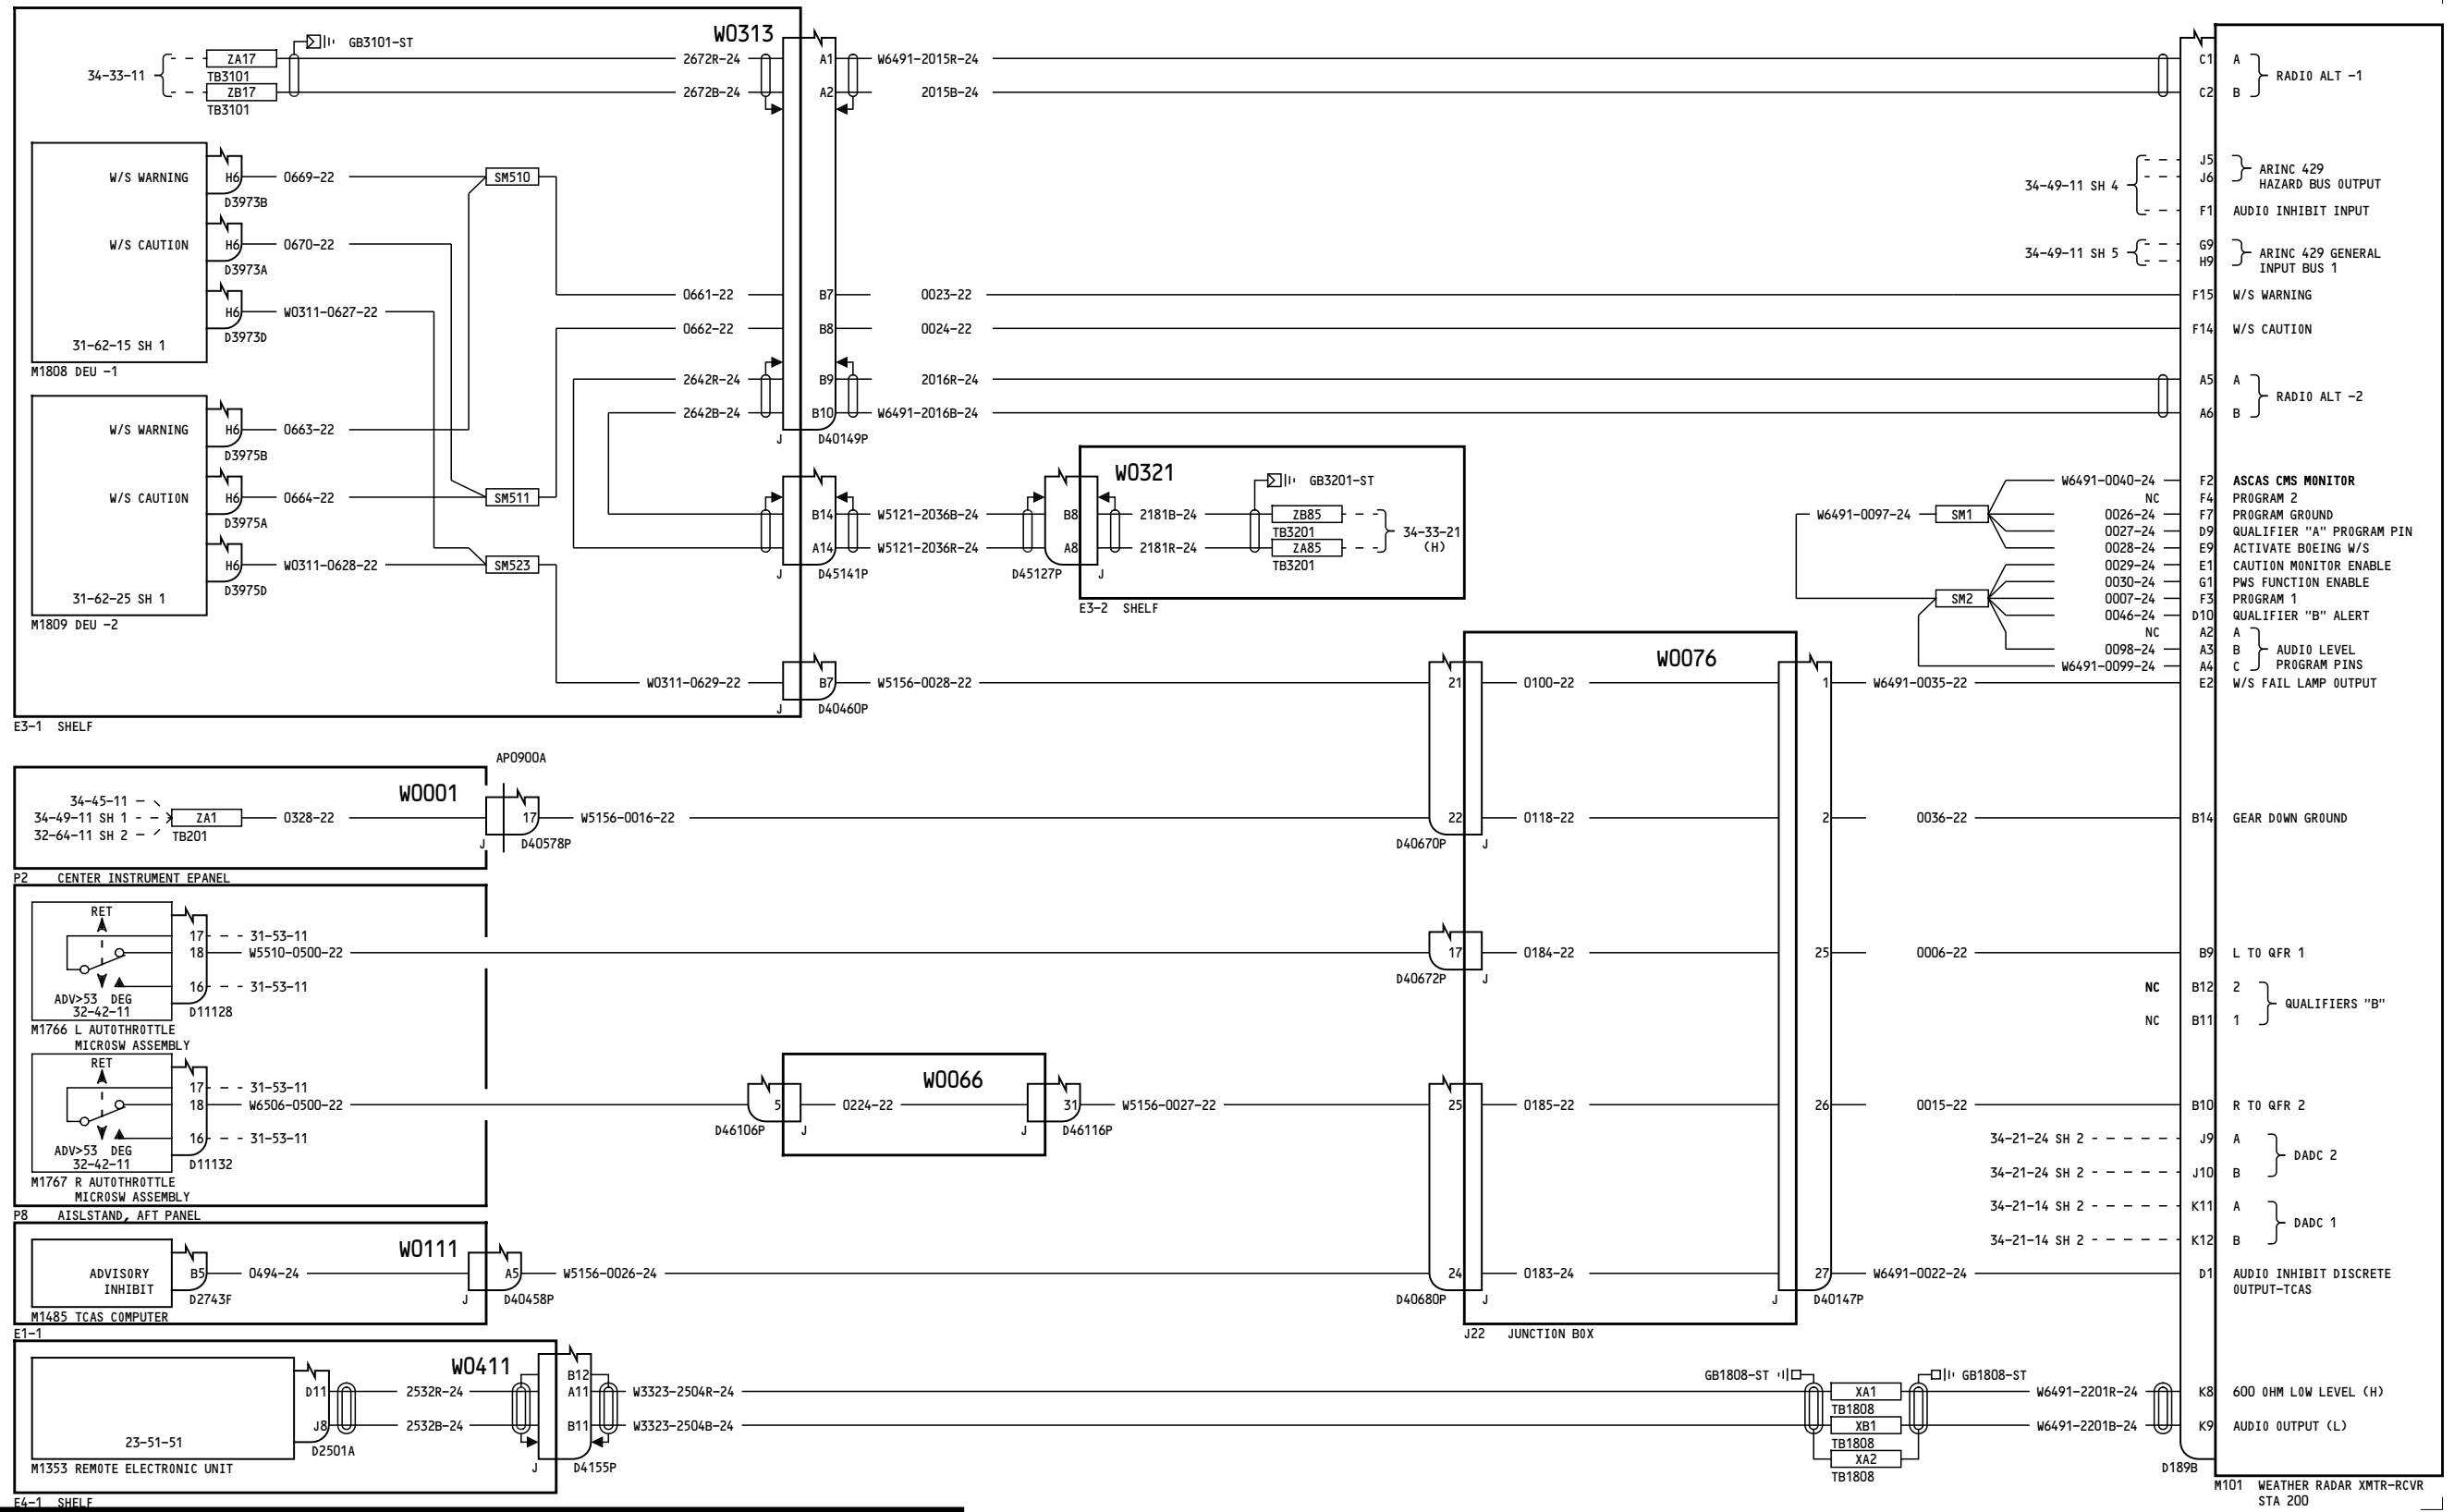 W0313
GB3101-ST
34-33-11
ZA17
TB3101
ZB17
TB3101
2672R-24
2672B-24
A1
A2
W6491-2015R-24
2015B-24
C1 A
C2 B
RADIO ALT -1
W/S WARNING H6 0669-22
D3973B
W/S CAUTION H6 0670-22
D3973A
H6 W0311-0627-22
D3973D
31-62-15 SH 1
M1808 DEU -1
SM510
0661-22 B7 0023-22
0662-22 B8 0024-22
2642R-24 B9 2016R-24
2642B-24 B10 W6491-2016B-24
J D40149P
34-49-11 SH 4
J5
J6
ARINC 429
HAZARD BUS OUTPUT
F1 AUDIO INHIBIT INPUT
34-49-11 SH 5
G9
H9
ARINC 429 GENERAL
INPUT BUS 1
F15 W/S WARNING
F14 W/S CAUTION
A5 A
A6 B
RADIO ALT -2
W/S WARNING H6 0663-22
D3975B
W/S CAUTION H6 0664-22
D3975A
H6 W0311-0628-22
D3975D
31-62-25 SH 1
M1809 DEU -2
SM511
SM523
B14 W5121-2036B-24
A14 W5121-2036R-24
J D45141P
D45127P
W0321
GB3201-ST
B8 2181B-24 ZB85
TB3201
A8 2181R-24 ZA85
TB3201
J
34-33-21
(H)
E3-2 SHELF
W6491-0097-24 SM1
SM2
W6491-0040-24 F2 ASCAS CMS MONITOR
NC F4 PROGRAM 2
0026-24 F7 PROGRAM GROUND
0027-24 D9 QUALIFIER "A" PROGRAM PIN
0028-24 E9 ACTIVATE BOEING W/S
0029-24 E1 CAUTION MONITOR ENABLE
0030-24 G1 PWS FUNCTION ENABLE
0007-24 F3 PROGRAM 1
0046-24 D10 QUALIFIER "B" ALERT
NC A2 A
0098-24 A3 B
W6491-0099-24 A4 C
AUDIO LEVEL
PROGRAM PINS
W0311-0629-22 B7 W5156-0028-22
J D40460P
E3-1 SHELF
W0076
21 0100-22 1 W6491-0035-22 E2 W/S FAIL LAMP OUTPUT
AP0900A
W0001
34-45-11
34-49-11 SH 1
32-64-11 SH 2
ZA1
TB201
0328-22 17 W5156-0016-22
J D40578P
22 0118-22 2 0036-22 B14 GEAR DOWN GROUND
D40670P J
P2 CENTER INSTRUMENT EPANEL
RET
17 31-53-11
18 W5510-0500-22
16 31-53-11
ADV>53 DEG
32-42-11
D11128
M1766 L AUTOTHROTTLE
MICROSW ASSEMBLY
17 0184-22 25 0006-22 B9 L TO QFR 1
D40672P J
NC B12 2
NC B11 1
QUALIFIERS "B"
RET
17 31-53-11
18 W6506-0500-22
16 31-53-11
ADV>53 DEG
32-42-11
D11132
M1767 R AUTOTHROTTLE
MICROSW ASSEMBLY
P8 AISLSTAND, AFT PANEL
W0066
5 0224-22 31 W5156-0027-22
D46106P J J D46116P
25 0185-22 26 0015-22 B10 R TO QFR 2
34-21-24 SH 2 J9 A
34-21-24 SH 2 J10 B
DADC 2
34-21-14 SH 2 K11 A
34-21-14 SH 2 K12 B
DADC 1
W0111
ADVISORY
INHIBIT
B5 0494-24 A5 W5156-0026-24
D2743F J D40458P
M1485 TCAS COMPUTER
E1-1
24 0183-24 27 W6491-0022-24 D1 AUDIO INHIBIT DISCRETE
OUTPUT-TCAS
D40680P J J D40147P
J22 JUNCTION BOX
W0411
D11 2532R-24
J8 2532B-24
23-51-51
D2501A
M1353 REMOTE ELECTRONIC UNIT
E4-1 SHELF
B12
A11 W3323-2504R-24
B11 W3323-2504B-24
J D4155P
GB1808-ST
GB1808-ST
XA1
TB1808
XB1
TB1808
XA2
TB1808
W6491-2201R-24 K8 600 OHM LOW LEVEL (H)
W6491-2201B-24 K9 AUDIO OUTPUT (L)
D189B
M101 WEATHER RADAR XMTR-RCVR
STA 200